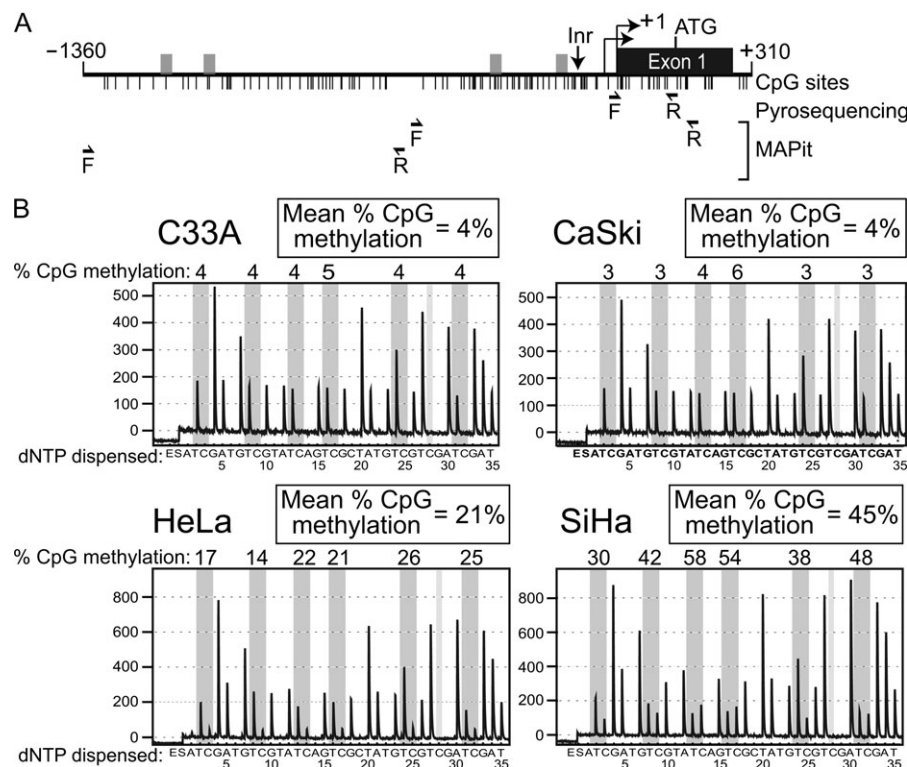 A
−1360
Inr
+1
ATG
+310
Exon 1
CpG sites
F
R
Pyrosequencing
F
R
F
R
MAPit
B
C33A
Mean % CpG
methylation = 4%
CaSki
Mean % CpG
methylation = 4%
% CpG methylation: 4 4 4 5 4 4
3 3 4 6 3 3
500
400
300
200
100
0
500
400
300
200
100
0
dNTP dispensed: ESATCGATGTCGTATCAGTCGCTATGTCGTCGATCGAT
5 10 15 20 25 30 35
ESATCGATGTCGTATCAGTCGCTATGTCGTCGATCGAT
5 10 15 20 25 30 35
HeLa
Mean % CpG
methylation = 21%
SiHa
Mean % CpG
methylation = 45%
% CpG methylation: 17 14 22 21 26 25
30 42 58 54 38 48
800
600
400
200
0
800
600
400
200
0
dNTP dispensed: ESATCGATGTCGTATCAGTCGCTATGTCGTCGATCGAT
5 10 15 20 25 30 35
ESATCGATGTCGTATCAGTCGCTATGTCGTCGATCGAT
5 10 15 20 25 30 35